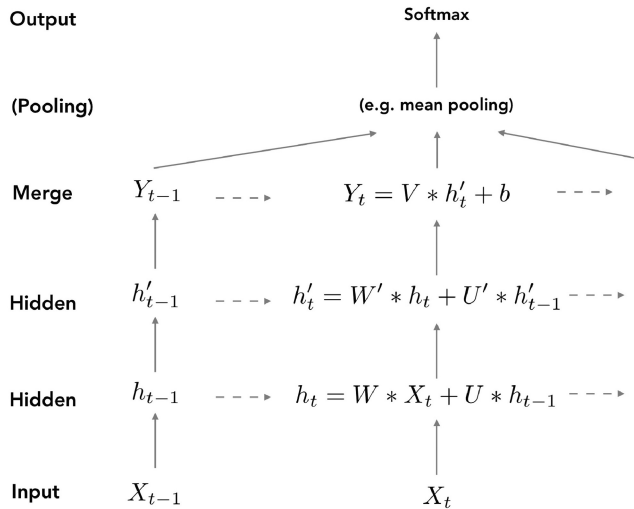 Output Softmax
(Pooling) (e.g. mean pooling)
Merge Y_{t-1} Y_t = V * h'_t + b
Hidden h'_{t-1} h'_t = W' * h_t + U' * h'_{t-1}
Hidden h_{t-1} h_t = W * X_t + U * h_{t-1}
Input X_{t-1} X_t